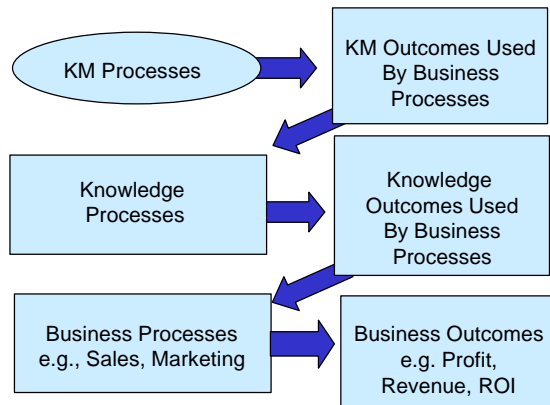 KM Processes
KM Outcomes Used
By Business
Processes
Knowledge
Processes
Knowledge
Outcomes Used
By Business
Processes
Business Processes
e.g., Sales, Marketing
Business Outcomes
e.g. Profit,
Revenue, ROI